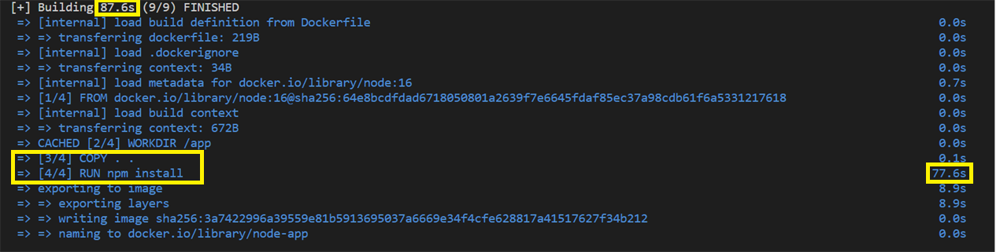 [+] Building 87.6s (9/9) FINISHED
=> [internal] load build definition from Dockerfile 0.0s
=> => transferring dockerfile: 219B 0.0s
=> [internal] load .dockerignore 0.0s
=> => transferring context: 34B 0.0s
=> [internal] load metadata for docker.io/library/node:16 0.7s
=> [1/4] FROM docker.io/library/node:16@sha256:64e8bcdfdad6718050801a2639f7e6645fdaf85ec37a98cdb61f6a5331217618 0.0s
=> [internal] load build context 0.0s
=> => transferring context: 672B 0.0s
=> CACHED [2/4] WORKDIR /app 0.0s
=> [3/4] COPY . . 0.1s
=> [4/4] RUN npm install 77.6s
=> exporting to image 8.9s
=> => exporting layers 8.9s
=> => writing image sha256:3a7422996a39559e81b5913695037a6669e34f4cfe628817a41517627f34b212 0.0s
=> => naming to docker.io/library/node-app 0.0s